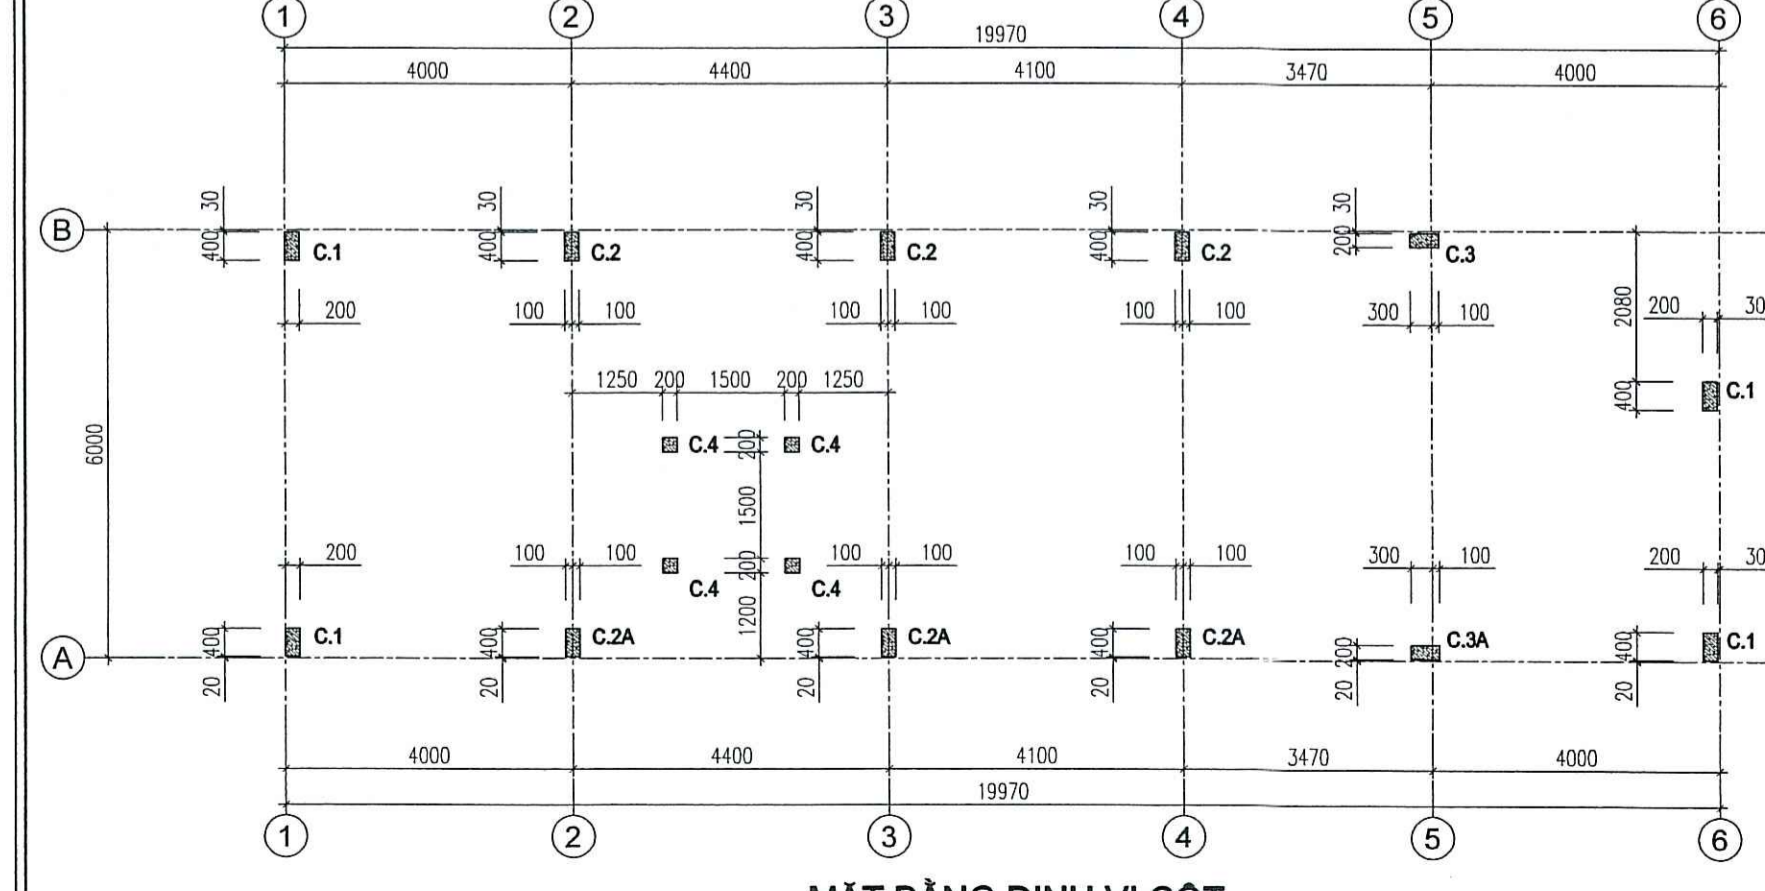 1 2 3 4 5 6
19970
4000 4400 4100 3470 4000
30 30 30 30 30
B
400 C.1 400 C.2 400 C.2 400 C.2 200 C.3
200 100 100 100 100 100 100 300 100 2080 200 30
1250 200 1500 200 1250
400 C.1
6000
C.4 200 C.4
1500
200 100 100 200 100 100 100 100 300 100 200 30
C.4 C.4
1200
400 C.1 400 C.2A 400 C.2A 400 C.2A 200 C.3A 400 C.1
A
20 20 20 20 20 20
4000 4400 4100 3470 4000
19970
1 2 3 4 5 6
MẶT BẰNG ĐỊNH VỊ CỘT